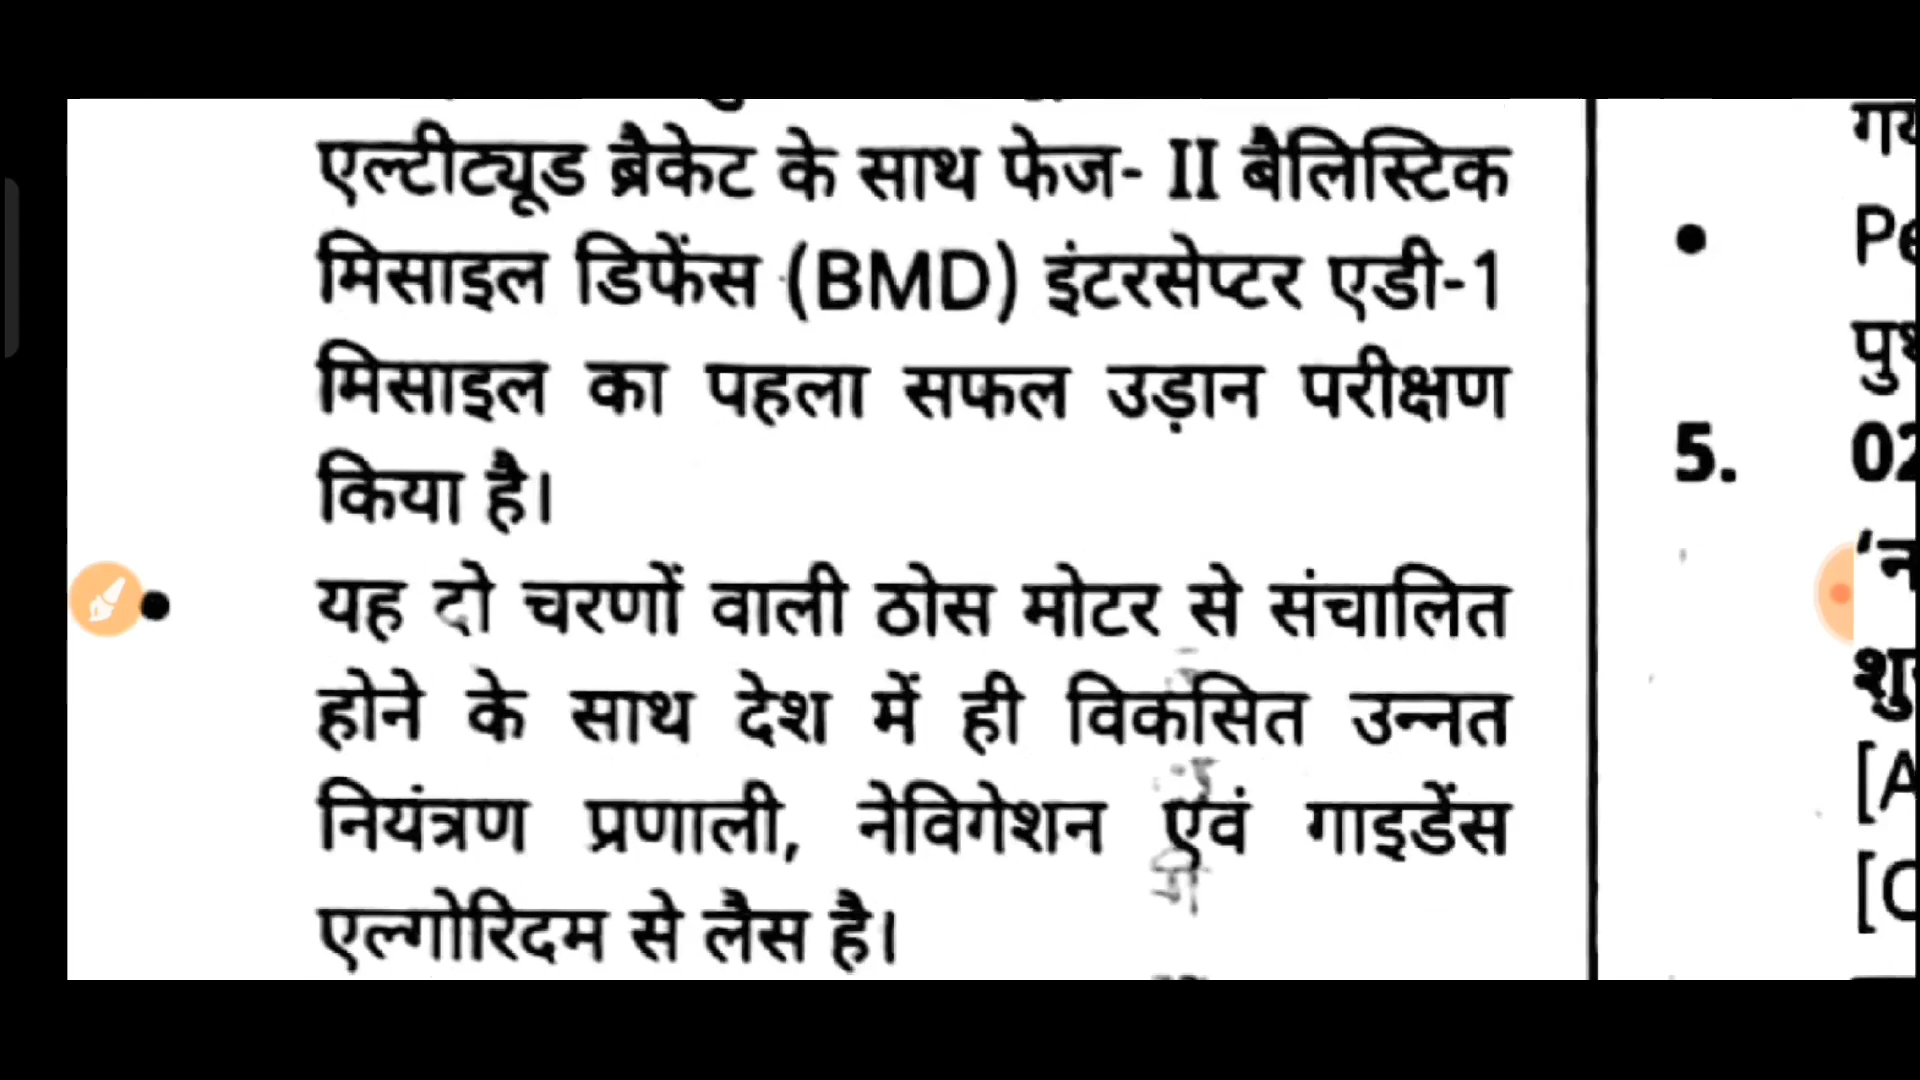 एल्टीट्यूड ब्रैकेट के साथ फेज- II बैलिस्टिक
मिसाइल डिफेंस (BMD) इंटरसेप्टर एडी-1
मिसाइल का पहला सफल उड़ान परीक्षण
किया है।
• यह दो चरणों वाली ठोस मोटर से संचालित
होने के साथ देश में ही विकसित उन्नत
नियंत्रण प्रणाली, नेविगेशन एवं गाइडेंस
एल्गोरिदम से लैस है।
• Pe
5. 02
[A
[C